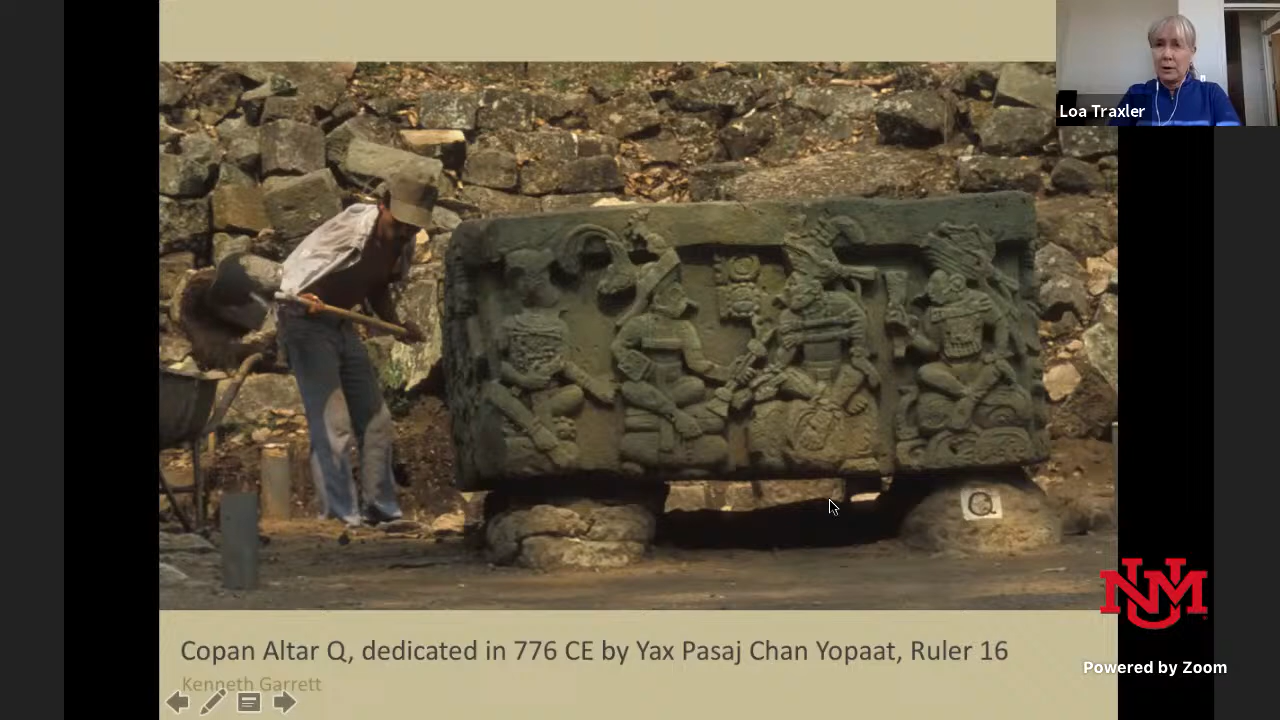 Loa Traxler
Q
Copan Altar Q, dedicated in 776 CE by Yax Pasaj Chan Yopaat, Ruler 16
Kenneth Garrett
UNM
Powered by Zoom